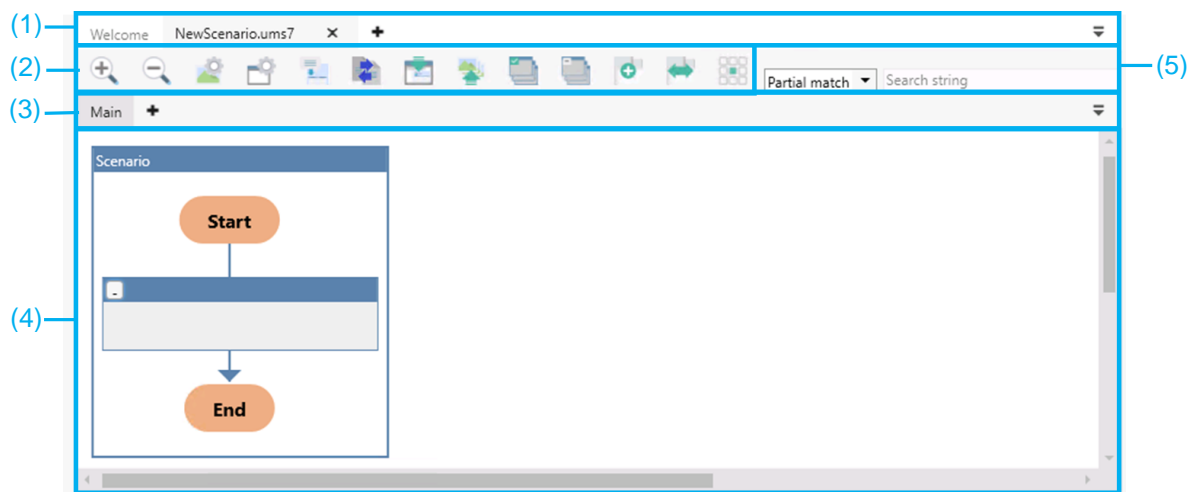 (1)
Welcome NewScenario.ums7 × +
(2)
Partial match Search string
(5)
(3)
Main +
Scenario
Start
-
(4)
End